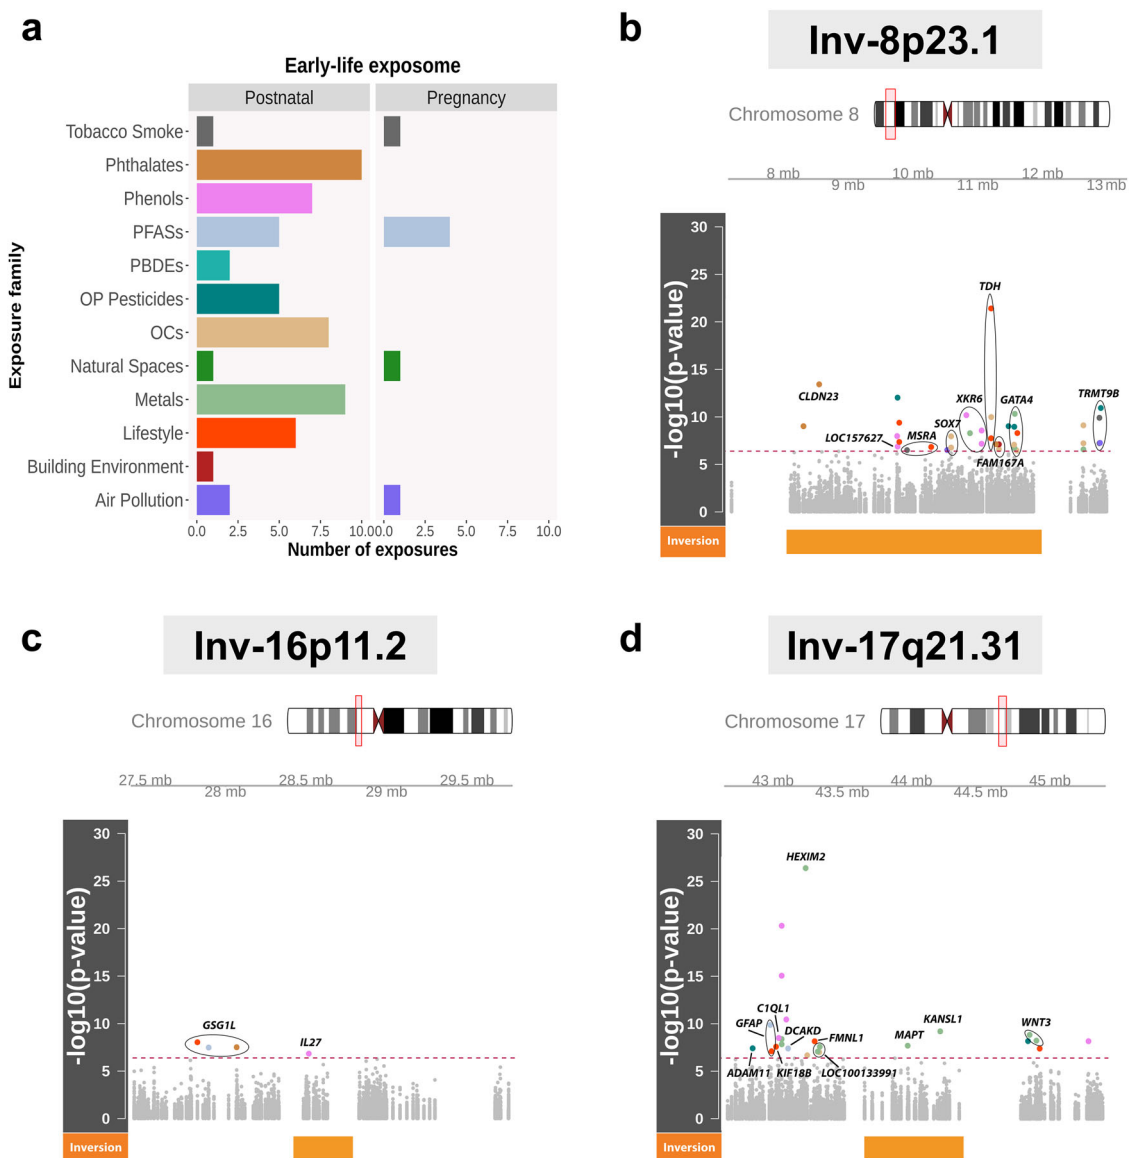 a
Early-life exposome
Postnatal
Pregnancy
Exposure family
Tobacco Smoke
Phthalates
Phenols
PFASs
PBDEs
OP Pesticides
OCs
Natural Spaces
Metals
Lifestyle
Building Environment
Air Pollution
0.0 2.5 5.0 7.5 10.0 0.0 2.5 5.0 7.5 10.0
Number of exposures
b
Inv-8p23.1
Chromosome 8
8 mb 10 mb 11 mb 12 mb 13 mb
9 mb
-log10(p-value)
30
25
20
15
10
5
0
TDH
CLDN23
XKR6
GATA4
TRMT9B
SOX7
LOC157627
MSRA
FAM167A
Inversion
c
Inv-16p11.2
Chromosome 16
27.5 mb 28.5 mb 29.5 mb
28 mb 29 mb
-log10(p-value)
30
25
20
15
10
5
0
GSG1L
IL27
Inversion
d
Inv-17q21.31
Chromosome 17
43 mb 44 mb 45 mb
43.5 mb 44.5 mb
-log10(p-value)
30
25
20
15
10
5
0
HEXIM2
C1QL1
GFAP
DCAKD
FMNL1
MAPT
KANSL1
WNT3
ADAM11
KIF18B
LOC100133991
Inversion